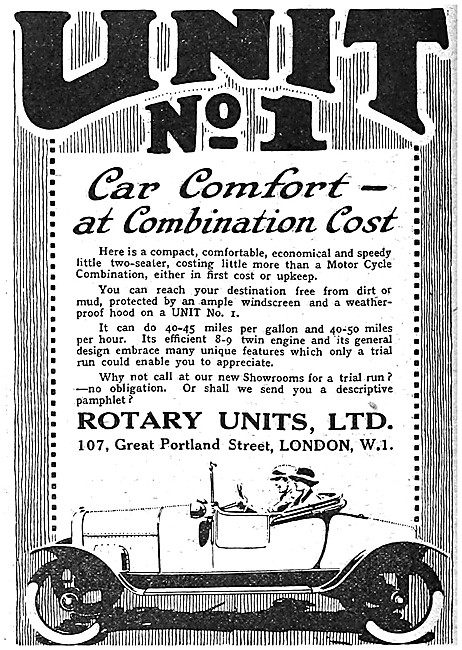 UNIT
No 1
Car Comfort —
at Combination Cost
Here is a compact, comfortable, economical and speedy
little two-seater, costing little more than a Motor Cycle
Combination, either in first cost or upkeep.
You can reach your destination free from dirt or
mud, protected by an ample windscreen and a weather-
proof hood on a UNIT No. 1.
It can do 40-45 miles per gallon and 40-50 miles
per hour. Its efficient 8-9 twin engine and its general
design embrace many unique features which only a trial
run could enable you to appreciate.
Why not call at our new Showrooms for a trial run?
—no obligation. Or shall we send you a descriptive
pamphlet?
ROTARY UNITS, LTD.
107, Great Portland Street, LONDON, W.1.